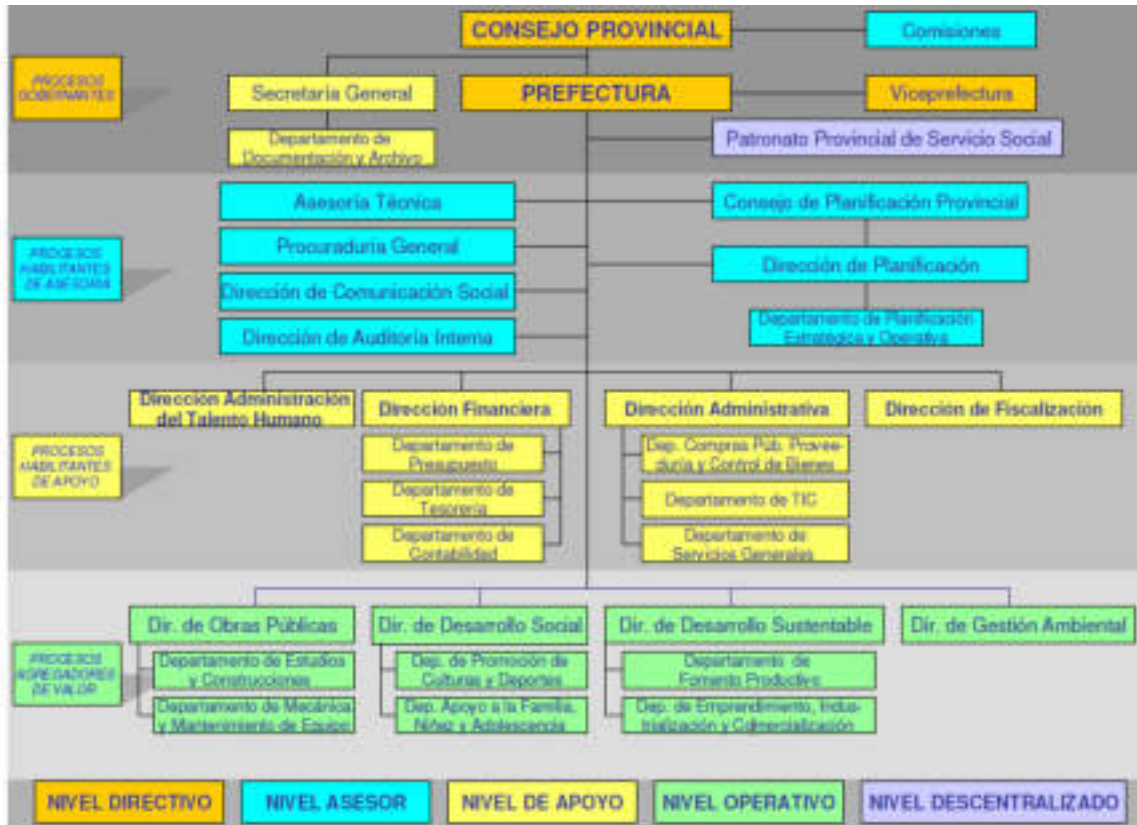 CONSEJO PROVINCIAL
Comisiones
PROCESOS
GOBERNANTES
Secretaría General
PREFECTURA
Viceprefectura
Departamento de
Documentación y Archivo
Patronato Provincial de Servicio Social
PROCESOS
HABILITANTES
DE ASESORIA
Asesoría Técnica
Consejo de Planificación Provincial
Procuraduría General
Dirección de Planificación
Dirección de Comunicación Social
Dirección de Auditoría Interna
Departamento de Planificación
Estratégica y Operativa
PROCESOS
HABILITANTES
DE APOYO
Dirección Administración
del Talento Humano
Dirección Financiera
Dirección Administrativa
Dirección de Fiscalización
Departamento de
Presupuesto
Dep. Compras Púb. Provee-
duría y Control de Bienes
Departamento de
Tesorería
Departamento de TIC
Departamento de
Contabilidad
Departamento de
Servicios Generales
PROCESOS
AGREGADORES
DE VALOR
Dir. de Obras Públicas
Dir. de Desarrollo Social
Dir. de Desarrollo Sustentable
Dir. de Gestión Ambiental
Departamento de Estudios
y Construcciones
Dep. de Promoción de
Culturas y Deportes
Departamento de
Fomento Productivo
Departamento de Mecánica
y Mantenimiento de Equipo
Dep. Apoyo a la Familia,
Niñez y Adolescencia
Dep. de Emprendimiento, Indus-
trialización y Comercialización
NIVEL DIRECTIVO
NIVEL ASESOR
NIVEL DE APOYO
NIVEL OPERATIVO
NIVEL DESCENTRALIZADO